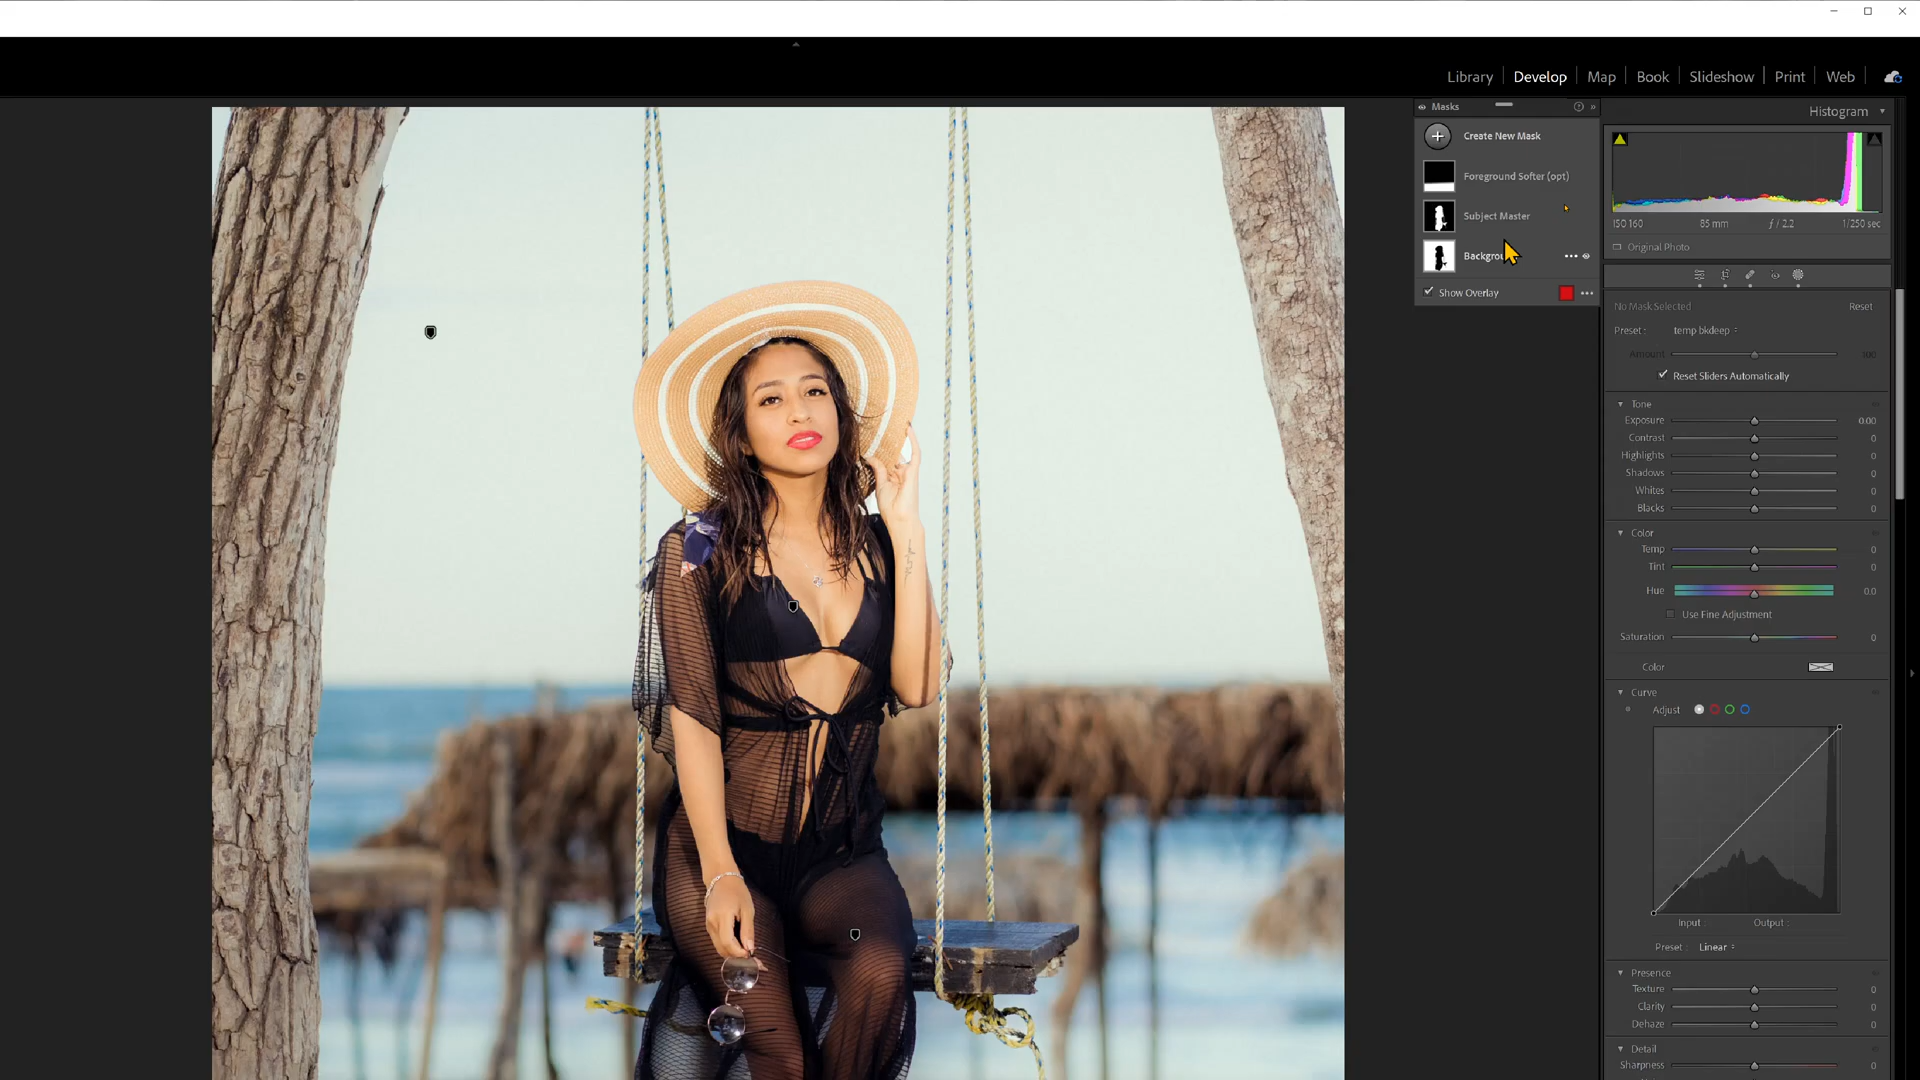 Library | Develop | Map | Book | Slideshow | Print | Web
Masks
Histogram
Create New Mask
Foreground Softer (opt)
Subject Master
Show Overlay
ISO 160 85 mm ƒ / 2.2 1/250 sec
Original Photo
No Mask Selected Reset
Preset : temp bkdeep
Amount 100
Reset Sliders Automatically
Tone
Exposure 0.00
Contrast 0
Highlights 0
Shadows 0
Whites 0
Blacks 0
Color
Temp 0
Tint 0
Hue 0.0
Use Fine Adjustment
Saturation 0
Color
Curve
Adjust
Input : Output :
Preset : Linear
Presence
Texture 0
Clarity 0
Dehaze 0
Detail
Sharpness 0